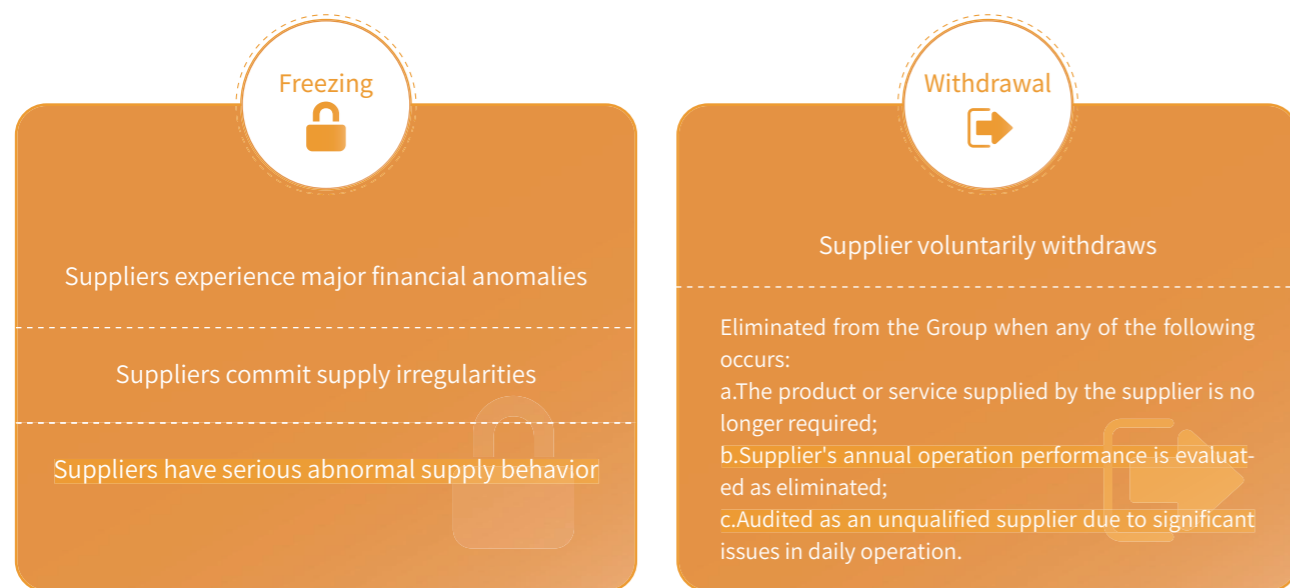 Freezing
Suppliers experience major financial anomalies
Suppliers commit supply irregularities
Suppliers have serious abnormal supply behavior
Withdrawal
Supplier voluntarily withdraws
Eliminated from the Group when any of the following
occurs:
a.The product or service supplied by the supplier is no
longer required;
b.Supplier's annual operation performance is evaluat-
ed as eliminated;
c.Audited as an unqualified supplier due to significant
issues in daily operation.